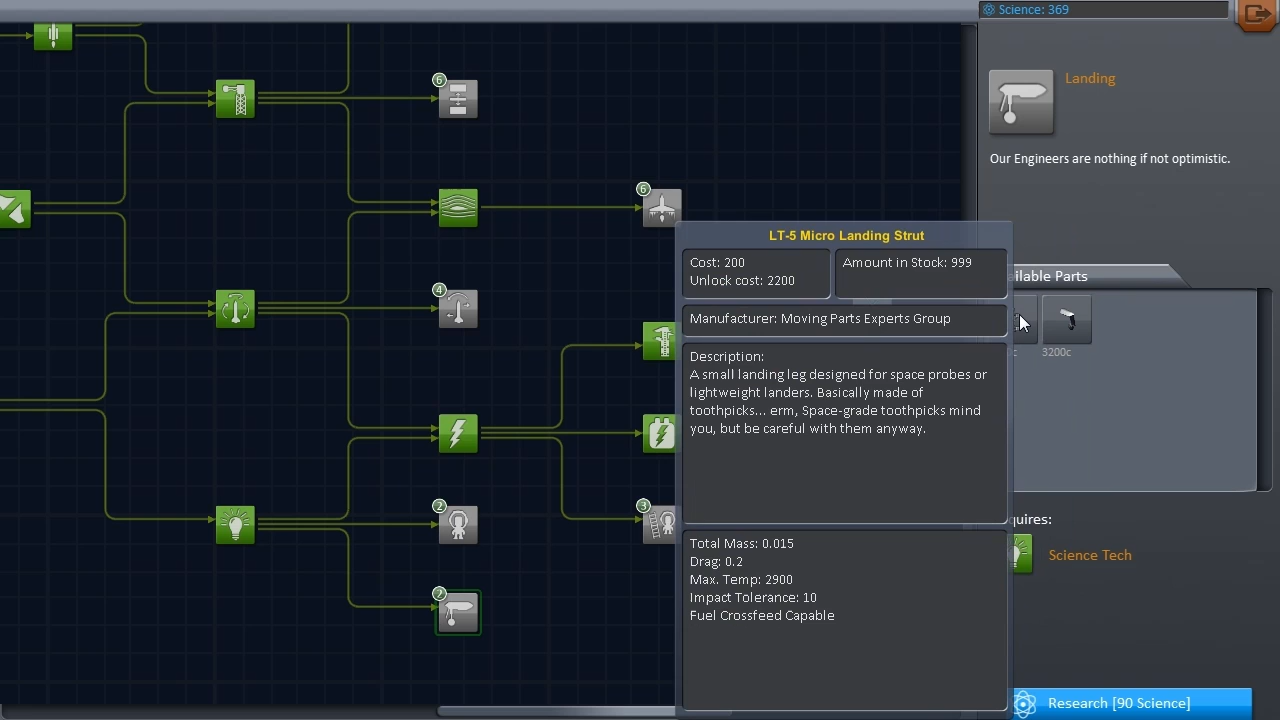 Science: 369
Landing
Our Engineers are nothing if not optimistic.
6
6
4
2
3
2
LT-5 Micro Landing Strut
Cost: 200
Unlock cost: 2200
Amount in Stock: 999
Manufacturer: Moving Parts Experts Group
Description:
A small landing leg designed for space probes or
lightweight landers. Basically made of
toothpicks... erm, Space-grade toothpicks mind
you, but be careful with them anyway.
Total Mass: 0.015
Drag: 0.2
Max. Temp: 2900
Impact Tolerance: 10
Fuel Crossfeed Capable
ailable Parts
3200c
quires:
Science Tech
Research [90 Science]